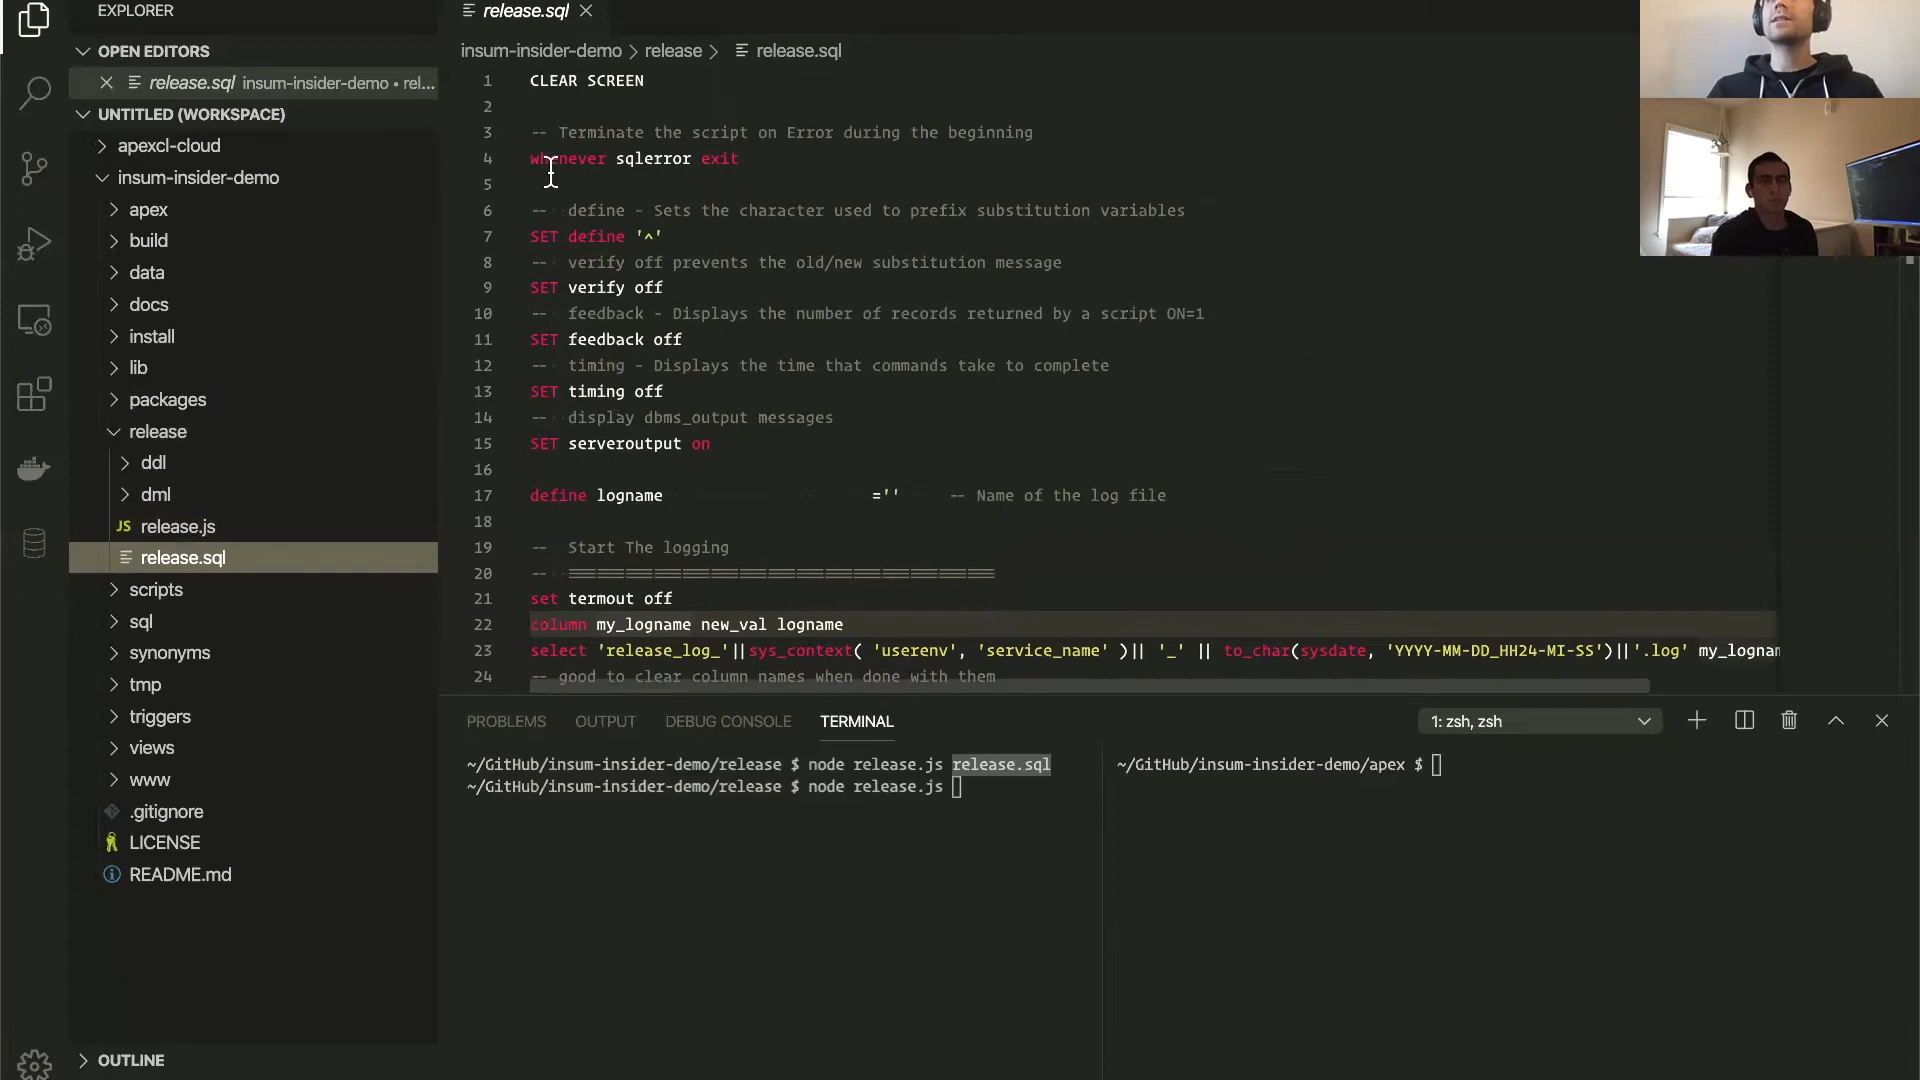 EXPLORER
OPEN EDITORS
release.sql insum-insider-demo • rel...
UNTITLED (WORKSPACE)
apexcl-cloud
insum-insider-demo
apex
build
data
docs
install
lib
packages
release
ddl
dml
JS release.js
release.sql
scripts
sql
synonyms
tmp
triggers
views
www
.gitignore
LICENSE
README.md
OUTLINE
release.sql
insum-insider-demo > release > release.sql
1 CLEAR SCREEN
2
3 -- Terminate the script on Error during the beginning
4 whenever sqlerror exit
5
6 -- define - Sets the character used to prefix substitution variables
7 SET define '^'
8 -- verify off prevents the old/new substitution message
9 SET verify off
10 -- feedback - Displays the number of records returned by a script ON=1
11 SET feedback off
12 -- timing - Displays the time that commands take to complete
13 SET timing off
14 -- display dbms_output messages
15 SET serveroutput on
16
17 define logname ='' -- Name of the log file
18
19 -- Start The logging
20 -- =============================================
21 set termout off
22 column my_logname new_val logname
23 select 'release_log_'||sys_context( 'userenv', 'service_name' )|| '_' || to_char(sysdate, 'YYYY-MM-DD_HH24-MI-SS')||'.log' my_lognam
24 -- good to clear column names when done with them
PROBLEMS OUTPUT DEBUG CONSOLE TERMINAL 1: zsh, zsh
~/GitHub/insum-insider-demo/release $ node release.js release.sql
~/GitHub/insum-insider-demo/release $ node release.js
~/GitHub/insum-insider-demo/apex $